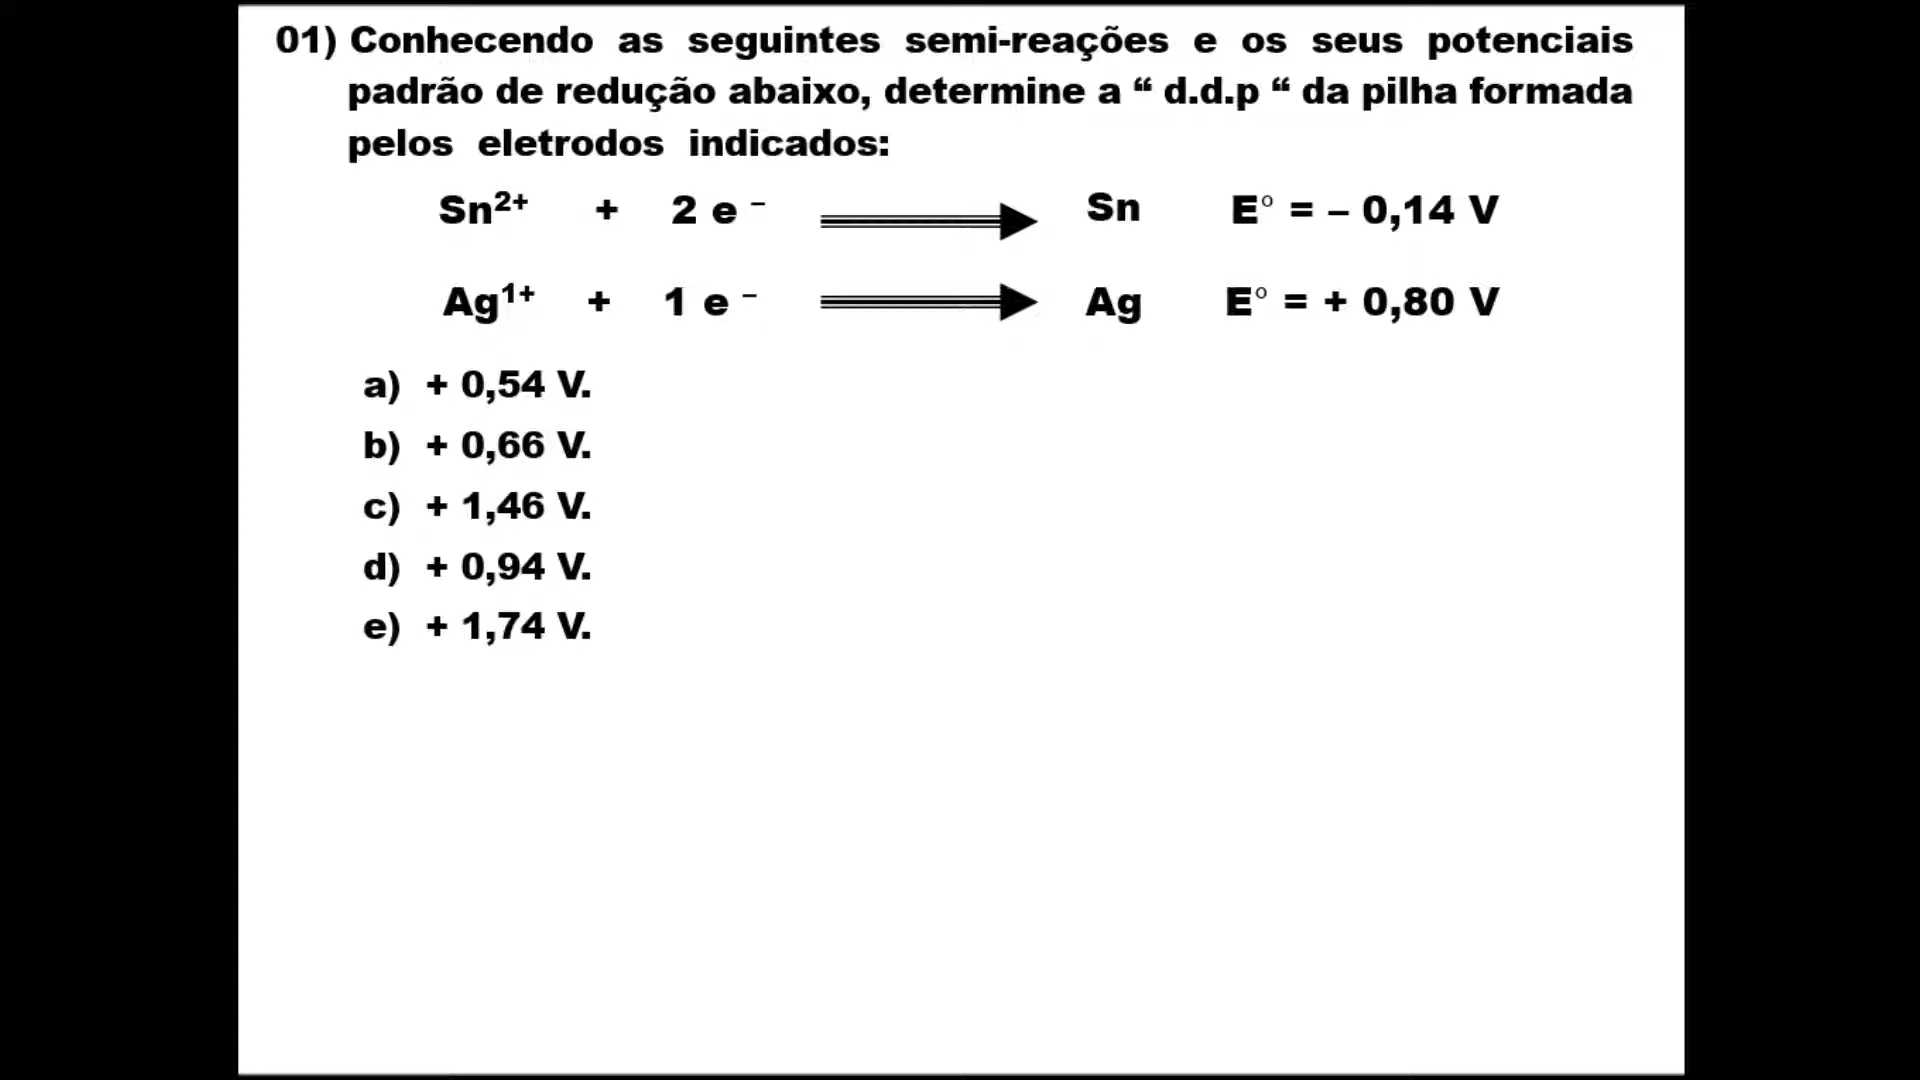 01) Conhecendo as seguintes semi-reações e os seus potenciais
padrão de redução abaixo, determine a “ d.d.p “ da pilha formada
pelos eletrodos indicados:
Sn²⁺ + 2 e ⁻ ⟹ Sn E° = – 0,14 V
Ag¹⁺ + 1 e ⁻ ⟹ Ag E° = + 0,80 V
a) + 0,54 V.
b) + 0,66 V.
c) + 1,46 V.
d) + 0,94 V.
e) + 1,74 V.